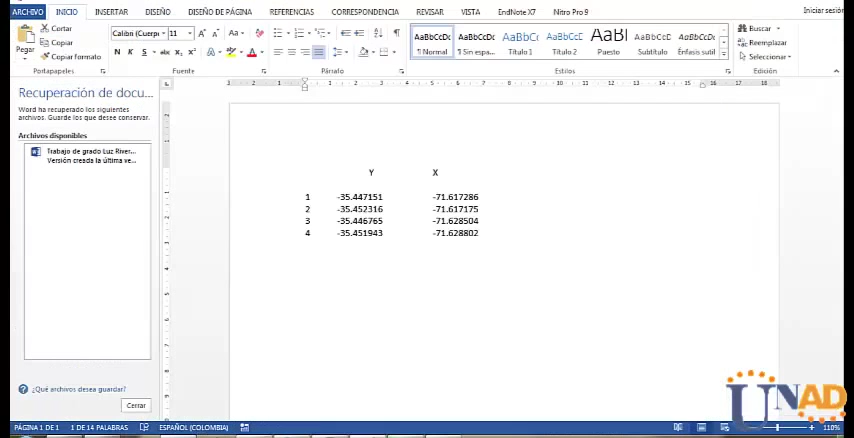 ARCHIVO INICIO INSERTAR DISEÑO DISEÑO DE PÁGINA REFERENCIAS CORRESPONDENCIA REVISAR VISTA EndNote X7 Nitro Pro 9 Iniciar sesión
Cortar
Copiar
Copiar formato
Pegar
Calibri (Cuerp 11
N K S abc X₂ X²
AaBbCcDc AaBbCcDc AaBbC AaBbCc AaBl AaBbCcD AaBbCcDc
¶ Normal ¶ Sin espa... Título 1 Título 2 Puesto Subtítulo Énfasis sutil
Buscar
Reemplazar
Seleccionar
Portapapeles Fuente Párrafo Estilos Edición
Recuperación de docu...
Word ha recuperado los siguientes
archivos. Guarde los que desee conservar.
Archivos disponibles
Trabajo de grado Luz River...
Versión creada la última ve...
Y X
1 -35.447151 -71.617286
2 -35.452316 -71.617175
3 -35.446765 -71.628504
4 -35.451943 -71.628802
¿Qué archivos desea guardar?
Cerrar
UNAD
PÁGINA 1 DE 1 1 DE 14 PALABRAS ESPAÑOL (COLOMBIA) 110%